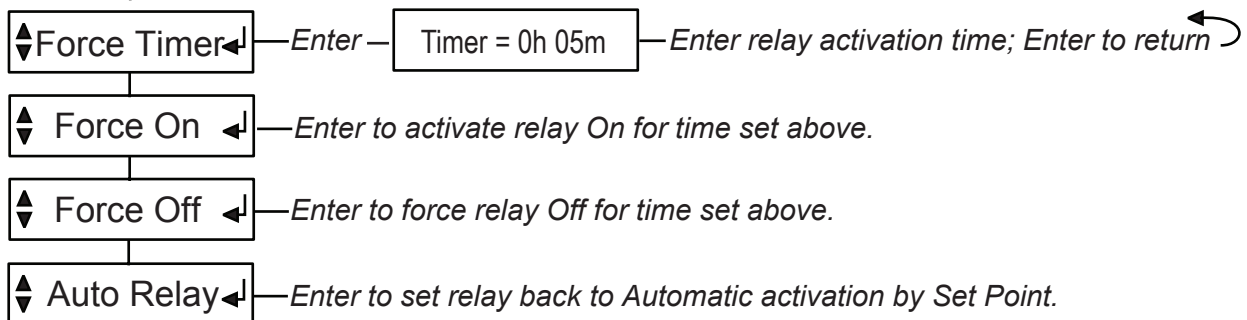 Force Timer Enter Timer = 0h 05m Enter relay activation time; Enter to return
Force On Enter to activate relay On for time set above.
Force Off Enter to force relay Off for time set above.
Auto Relay Enter to set relay back to Automatic activation by Set Point.